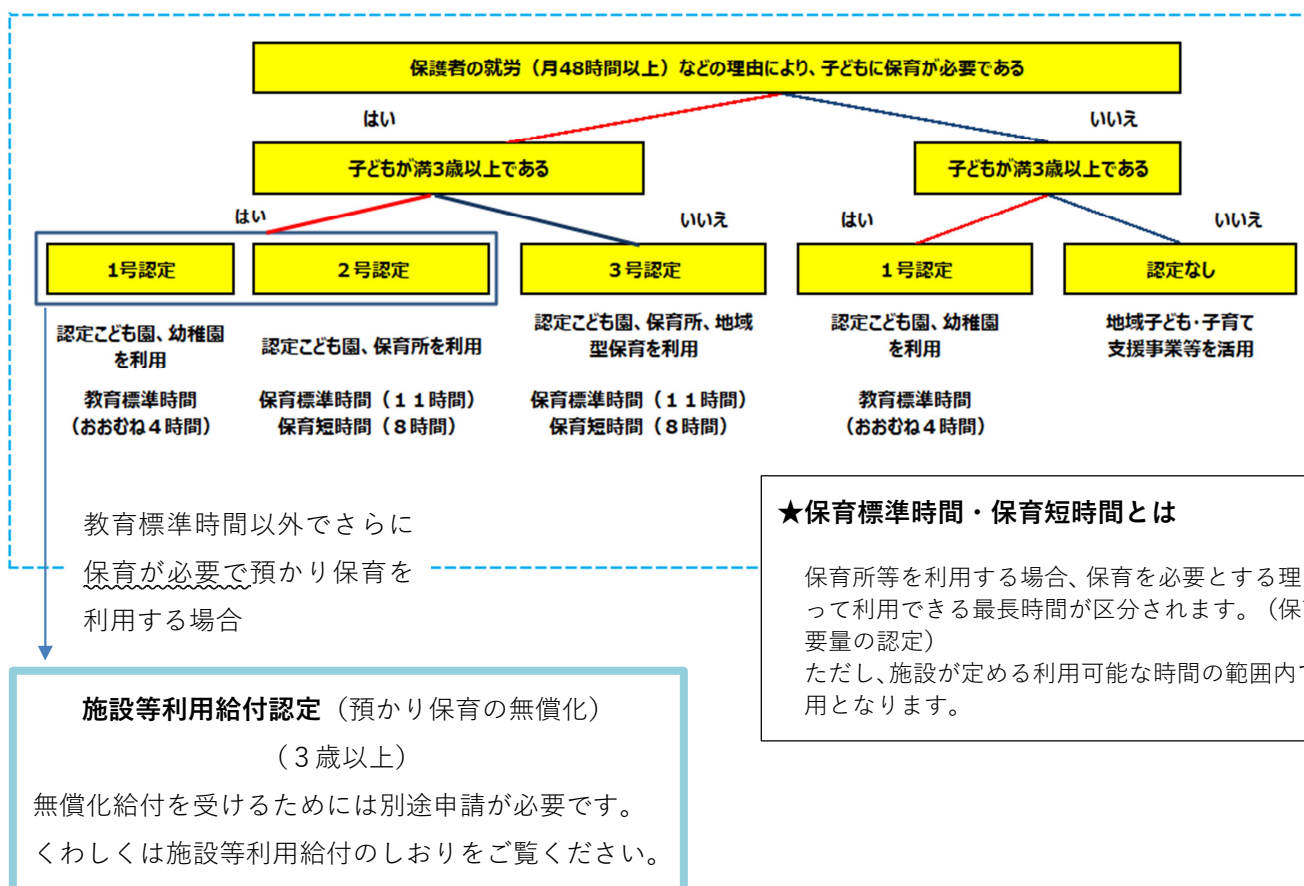 保護者の就労（月48時間以上）などの理由により、子どもに保育が必要である
はい
いいえ
子どもが満3歳以上である
子どもが満3歳以上である
はい
いいえ
はい
いいえ
1号認定
２号認定
３号認定
１号認定
認定なし
認定こども園、幼稚園
を利用
教育標準時間
（おおむね４時間）
認定こども園、保育所を利用
保育標準時間（１１時間）
保育短時間（８時間）
認定こども園、保育所、地域
型保育を利用
保育標準時間（１１時間）
保育短時間（８時間）
認定こども園、幼稚園
を利用
教育標準時間
（おおむね４時間）
地域子ども・子育て
支援事業等を活用
教育標準時間以外でさらに
保育が必要で預かり保育を
利用する場合
★保育標準時間・保育短時間とは
保育所等を利用する場合、保育を必要とする理
って利用できる最長時間が区分されます。（保
要量の認定）
ただし、施設が定める利用可能な時間の範囲内
用となります。
施設等利用給付認定（預かり保育の無償化）
（３歳以上）
無償化給付を受けるためには別途申請が必要です。
くわしくは施設等利用給付のしおりをご覧ください。